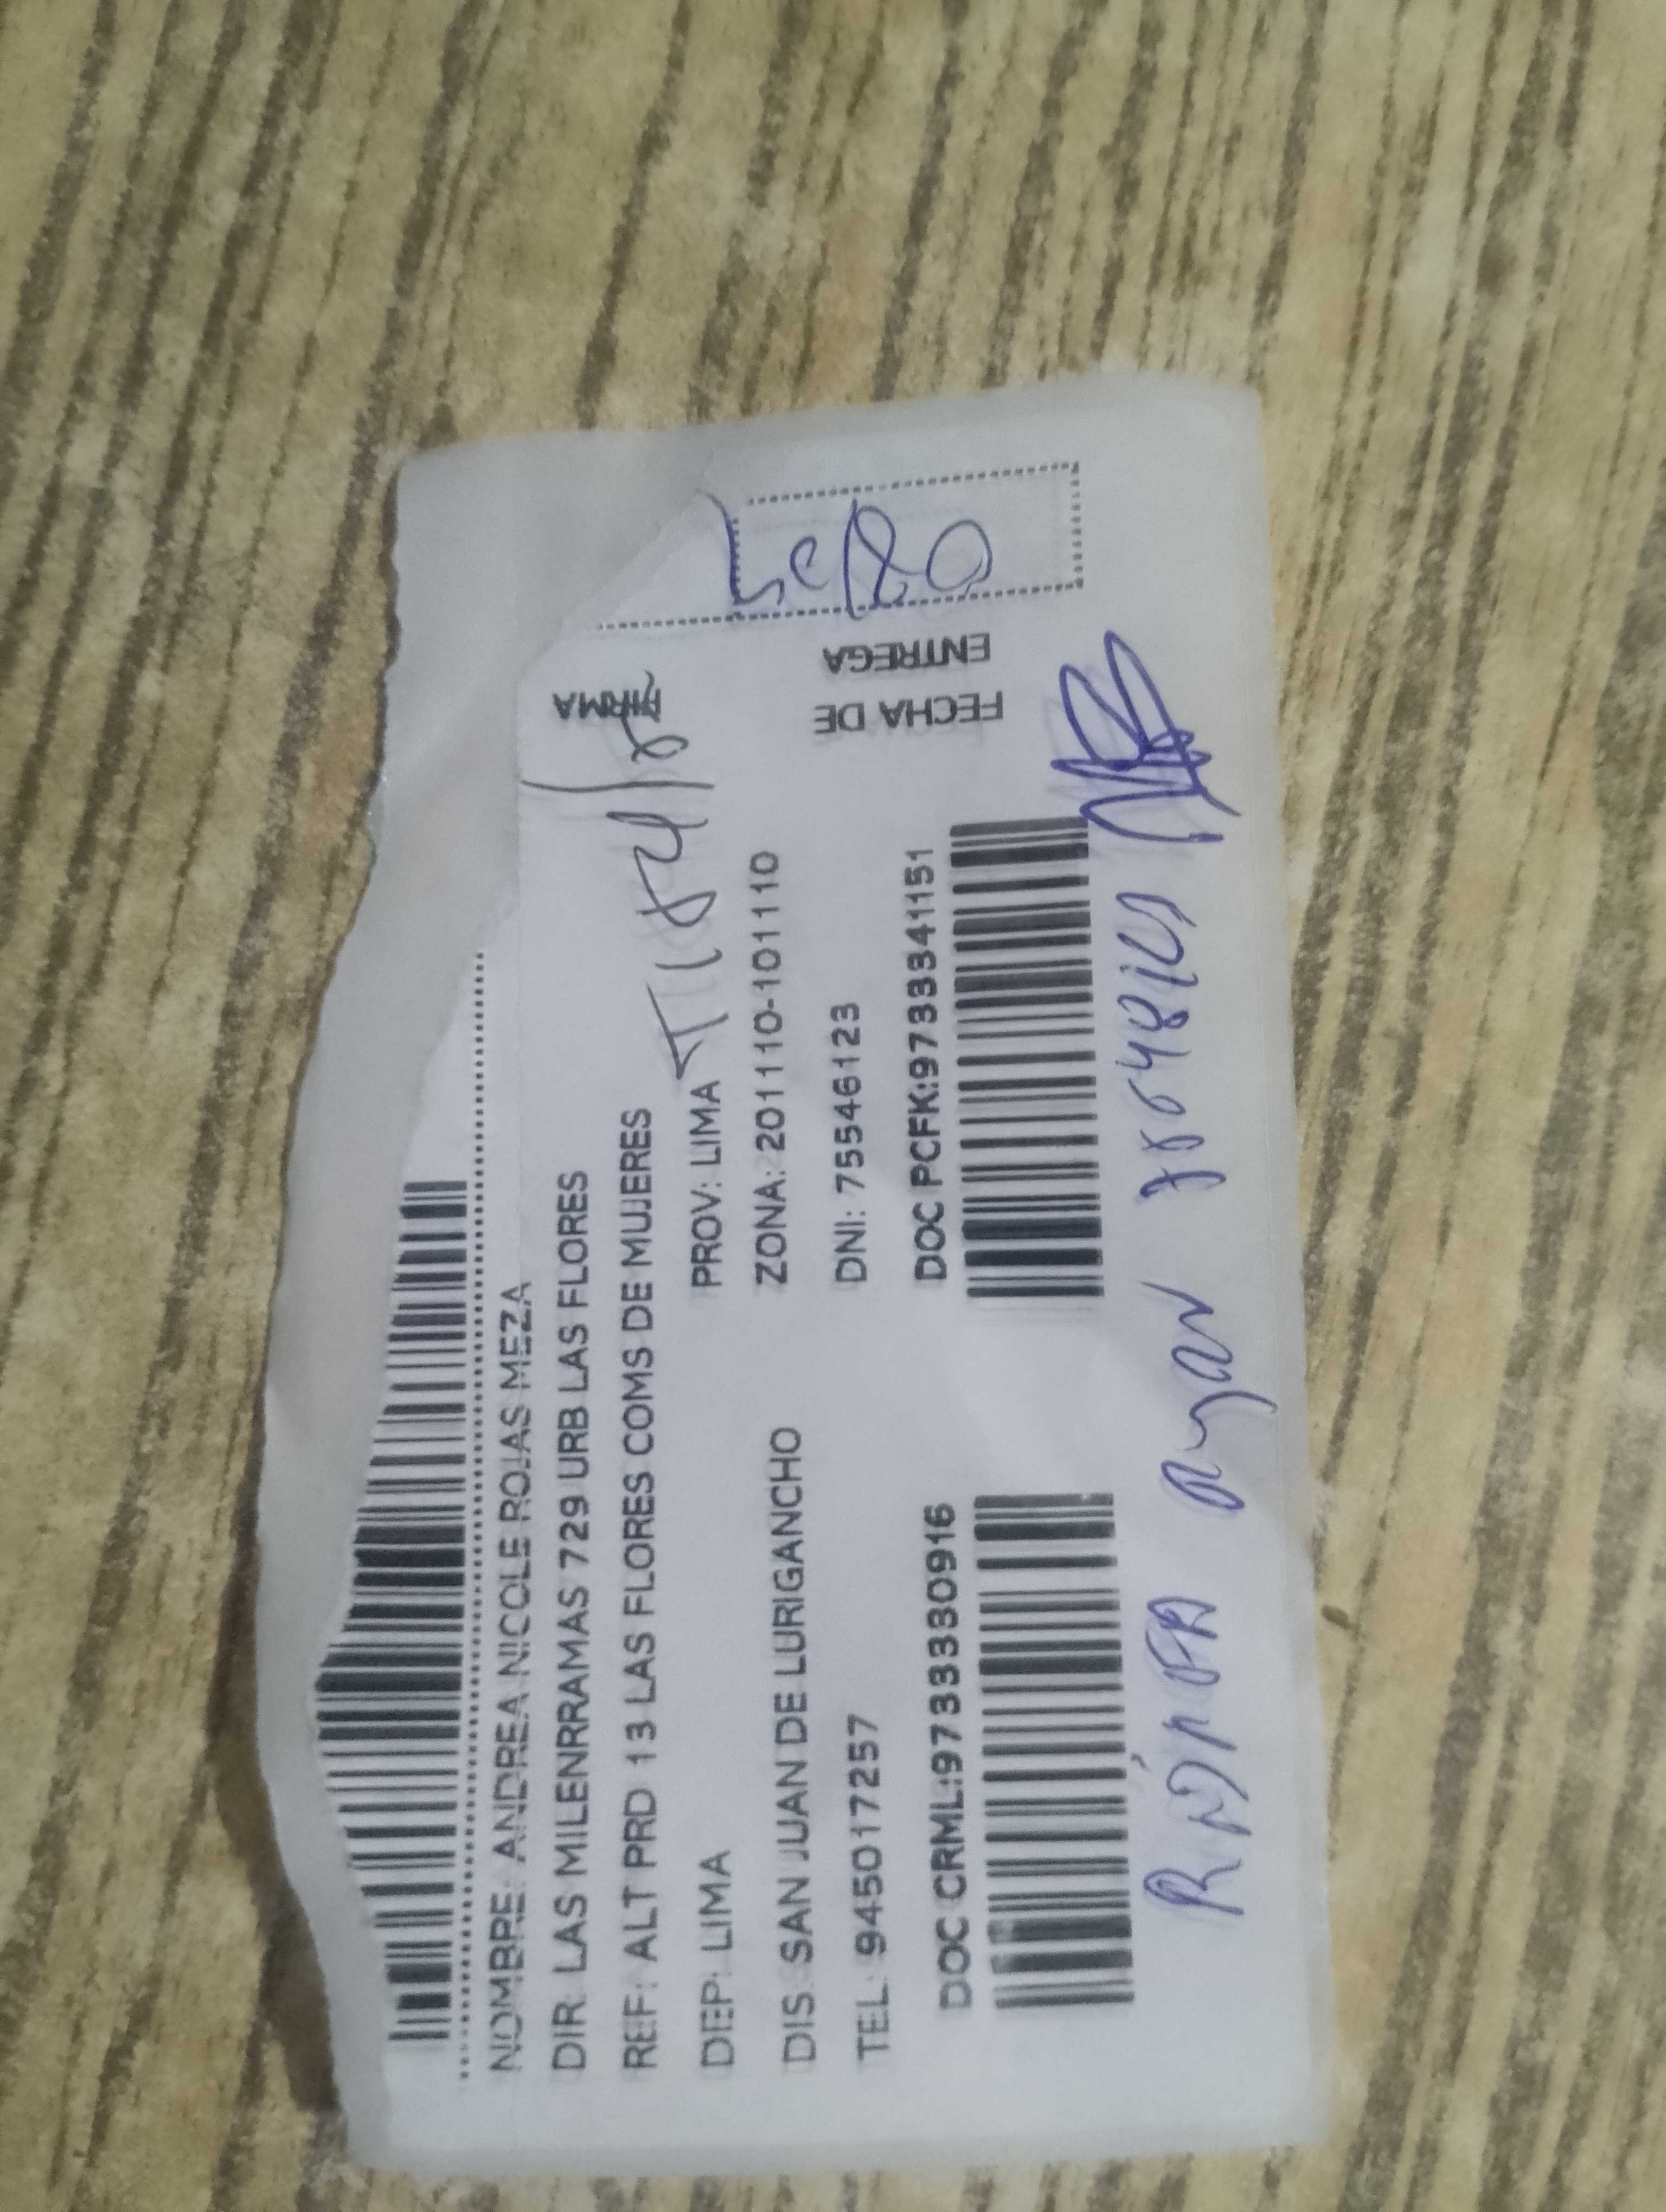 NOMBRE: ANDREA NICOLE ROJAS MEZA
DIR: LAS MILENRRAMAS 729 URB LAS FLORES
REF: ALT PRD 13 LAS FLORES COMS DE MUJERES
DEP: LIMA PROV: LIMA
DIS: SAN JUAN DE LURIGANCHO ZONA: 201110-101110
TEL: 945017257 DNI: 75546123
DOC CRML:9733330916 DOC PCFK:9733341151
FIRMA
FECHA DE
ENTREGA